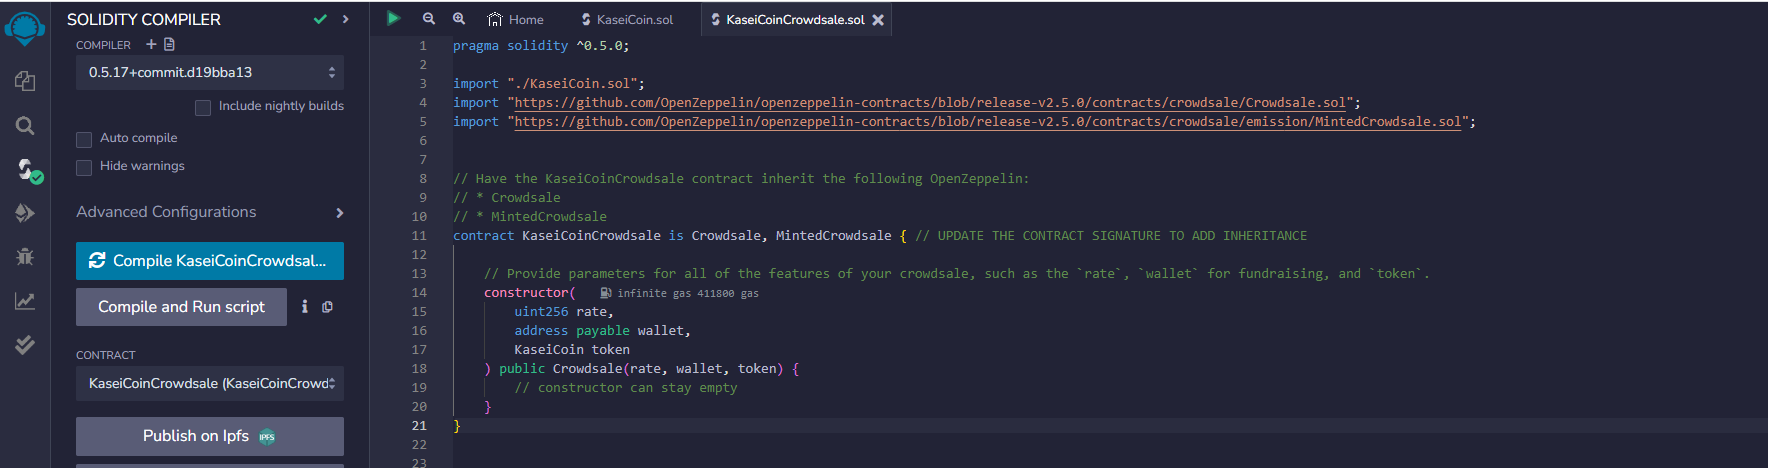 SOLIDITY COMPILER
COMPILER
0.5.17+commit.d19bba13
Include nightly builds
Auto compile
Hide warnings
Advanced Configurations
Compile KaseiCoinCrowdsal...
Compile and Run script
CONTRACT
KaseiCoinCrowdsale (KaseiCoinCrowd
Publish on Ipfs IPFS
Home KaseiCoin.sol KaseiCoinCrowdsale.sol
1 pragma solidity ^0.5.0;
2
3 import "./KaseiCoin.sol";
4 import "https://github.com/OpenZeppelin/openzeppelin-contracts/blob/release-v2.5.0/contracts/crowdsale/Crowdsale.sol";
5 import "https://github.com/OpenZeppelin/openzeppelin-contracts/blob/release-v2.5.0/contracts/crowdsale/emission/MintedCrowdsale.sol";
6
7
8 // Have the KaseiCoinCrowdsale contract inherit the following OpenZeppelin:
9 // * Crowdsale
10 // * MintedCrowdsale
11 contract KaseiCoinCrowdsale is Crowdsale, MintedCrowdsale { // UPDATE THE CONTRACT SIGNATURE TO ADD INHERITANCE
12
13 // Provide parameters for all of the features of your crowdsale, such as the `rate`, `wallet` for fundraising, and `token`.
14 constructor( infinite gas 411800 gas
15 uint256 rate,
16 address payable wallet,
17 KaseiCoin token
18 ) public Crowdsale(rate, wallet, token) {
19 // constructor can stay empty
20 }
21 }
22
23